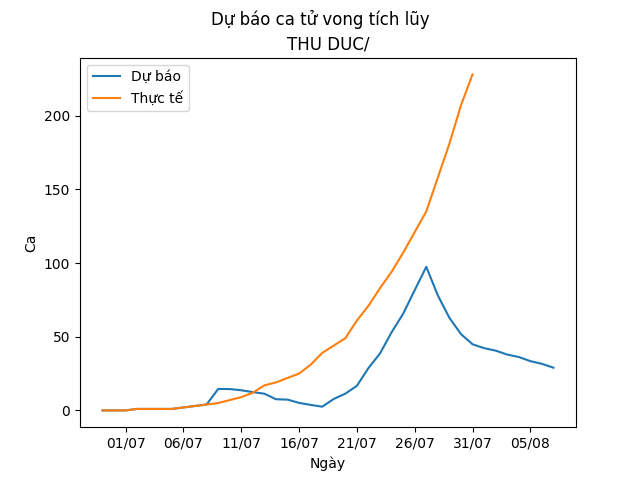 Dự báo ca tử vong tích lũy
THU DUC/
Dự báo
Thực tế
200
150
100
50
0
Ca
01/07 06/07 11/07 16/07 21/07 26/07 31/07 05/08
Ngày